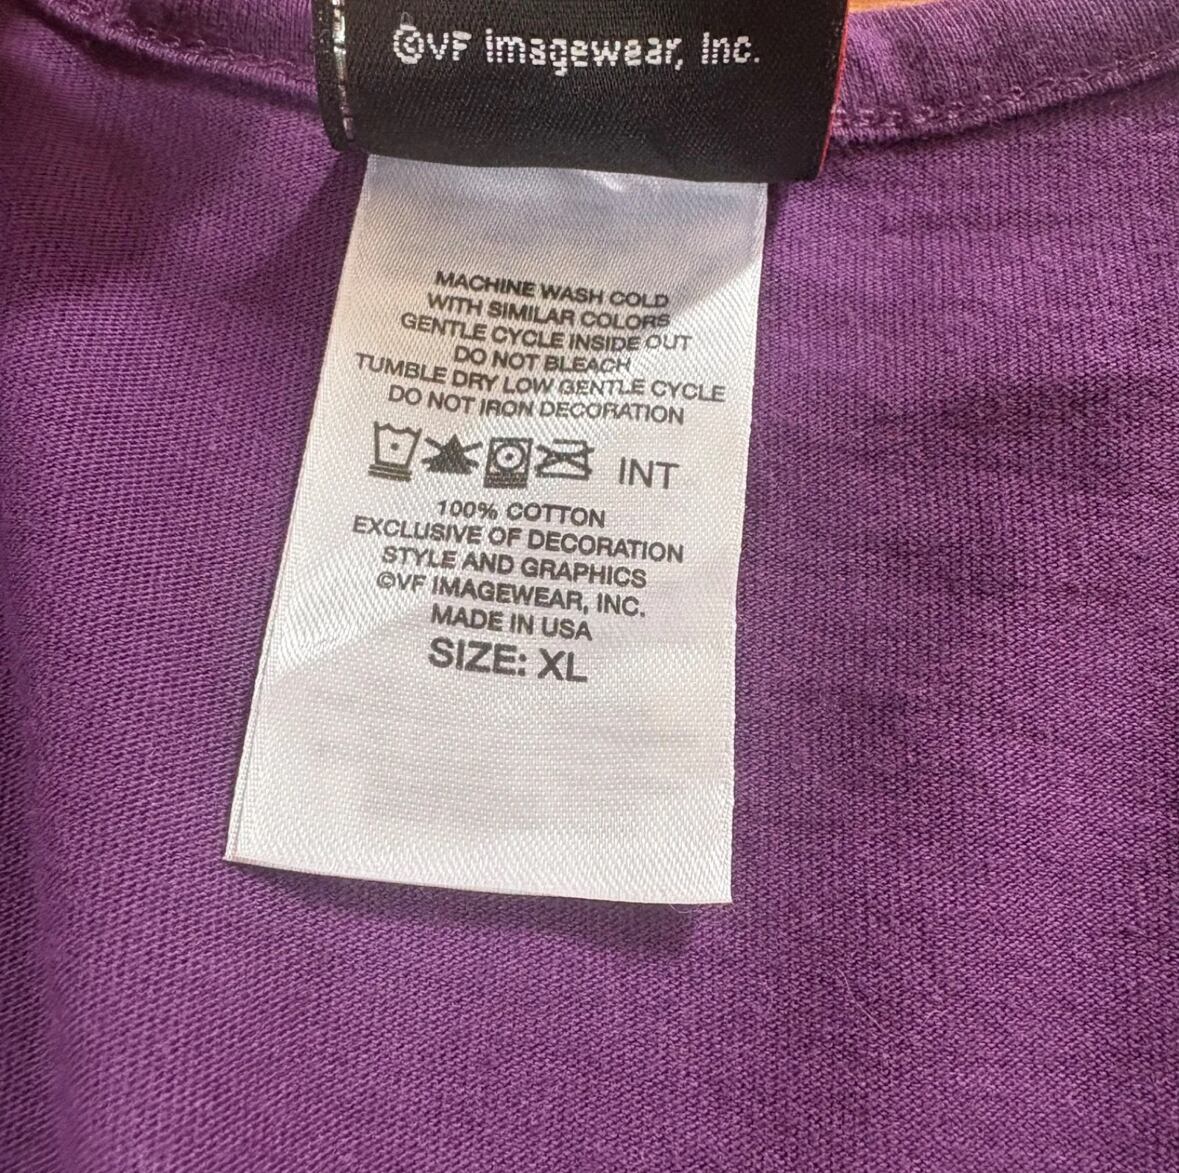 ©VF Imagewear, Inc.
MACHINE WASH COLD
WITH SIMILAR COLORS
GENTLE CYCLE INSIDE OUT
DO NOT BLEACH
TUMBLE DRY LOW GENTLE CYCLE
DO NOT IRON DECORATION
INT
100% COTTON
EXCLUSIVE OF DECORATION
STYLE AND GRAPHICS
©VF IMAGEWEAR, INC.
MADE IN USA
SIZE: XL